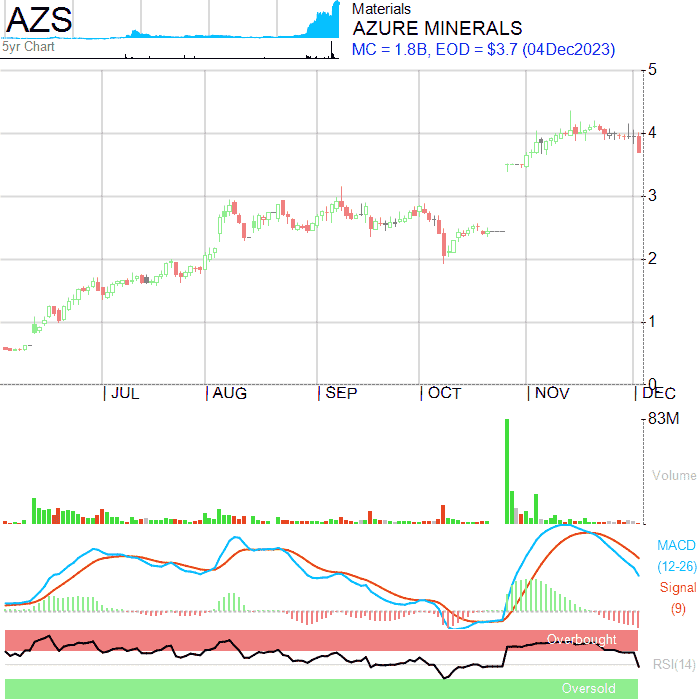 AZS
5yr Chart
Materials
AZURE MINERALS
MC = 1.8B, EOD = $3.7 (04Dec2023)
5
4
3
2
1
0
JUL
AUG
SEP
OCT
NOV
DEC
83M
Volume
MACD
(12-26)
Signal
(9)
Overbought
RSI(14)
Oversold